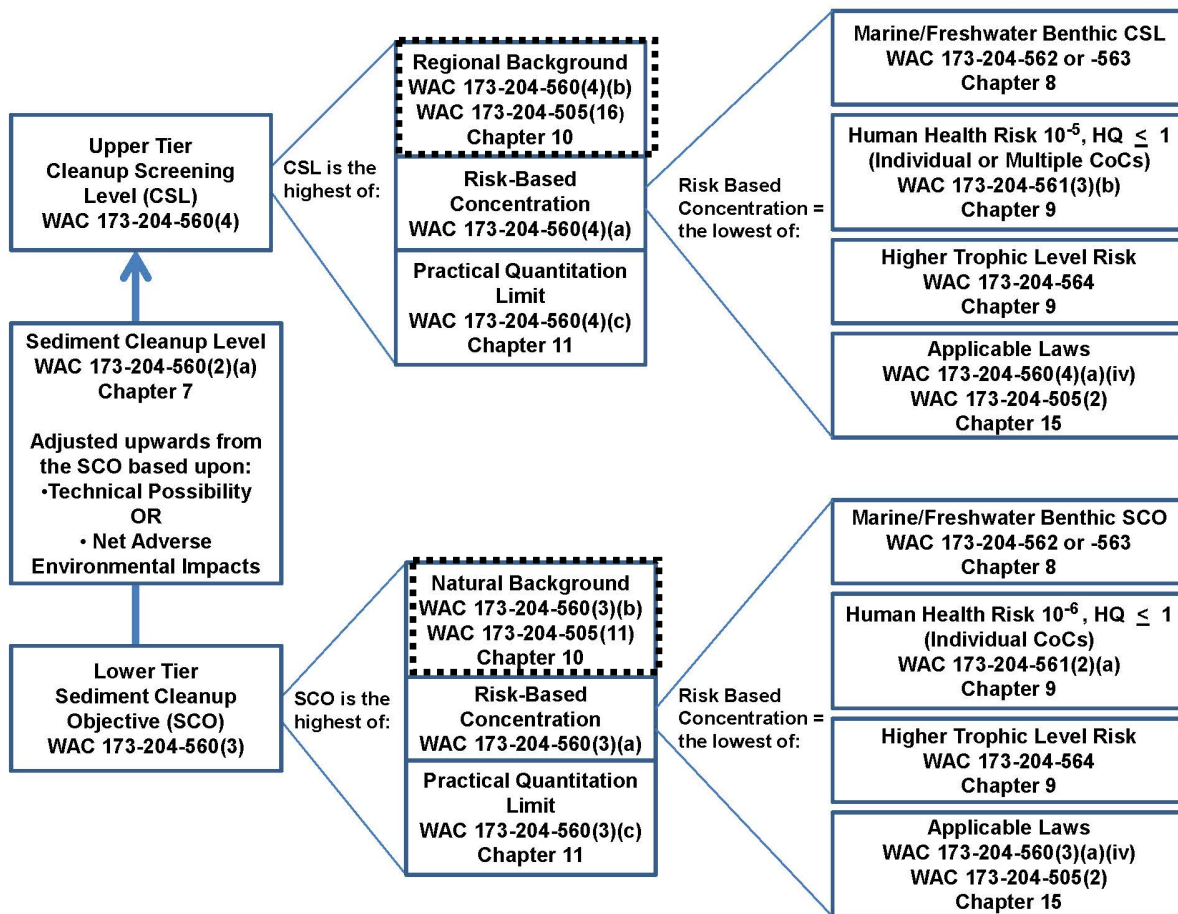 Upper Tier
Cleanup Screening
Level (CSL)
WAC 173-204-560(4)
CSL is the
highest of:
Regional Background
WAC 173-204-560(4)(b
WAC 173-204-505(16)
Chapter 10
Risk-Based
Concentration
WAC 173-204-560(4)(a)
Practical Quantitation
Limit
WAC 173-204-560(4)(c)
Chapter 11
Risk Based
Concentration =
the lowest of:
Marine/Freshwater Benthic CSL
WAC 173-204-562 or -563
Chapter 8
Human Health Risk 10⁻⁵, HQ ≤ 1
(Individual or Multiple CoCs)
WAC 173-204-561(3)(b)
Chapter 9
Higher Trophic Level Risk
WAC 173-204-564
Chapter 9
Applicable Laws
WAC 173-204-560(4)(a)(iv)
WAC 173-204-505(2)
Chapter 15
Sediment Cleanup Level
WAC 173-204-560(2)(a)
Chapter 7
Adjusted upwards from
the SCO based upon:
•Technical Possibility
OR
• Net Adverse
Environmental Impacts
Lower Tier
Sediment Cleanup
Objective (SCO)
WAC 173-204-560(3)
SCO is the
highest of:
Natural Background
WAC 173-204-560(3)(b
WAC 173-204-505(11)
Chapter 10
Risk-Based
Concentration
WAC 173-204-560(3)(a)
Practical Quantitation
Limit
WAC 173-204-560(3)(c)
Chapter 11
Risk Based
Concentration =
the lowest of:
Marine/Freshwater Benthic SCO
WAC 173-204-562 or -563
Chapter 8
Human Health Risk 10⁻⁶ , HQ ≤ 1
(Individual CoCs)
WAC 173-204-561(2)(a)
Chapter 9
Higher Trophic Level Risk
WAC 173-204-564
Chapter 9
Applicable Laws
WAC 173-204-560(3)(a)(iv)
WAC 173-204-505(2)
Chapter 15